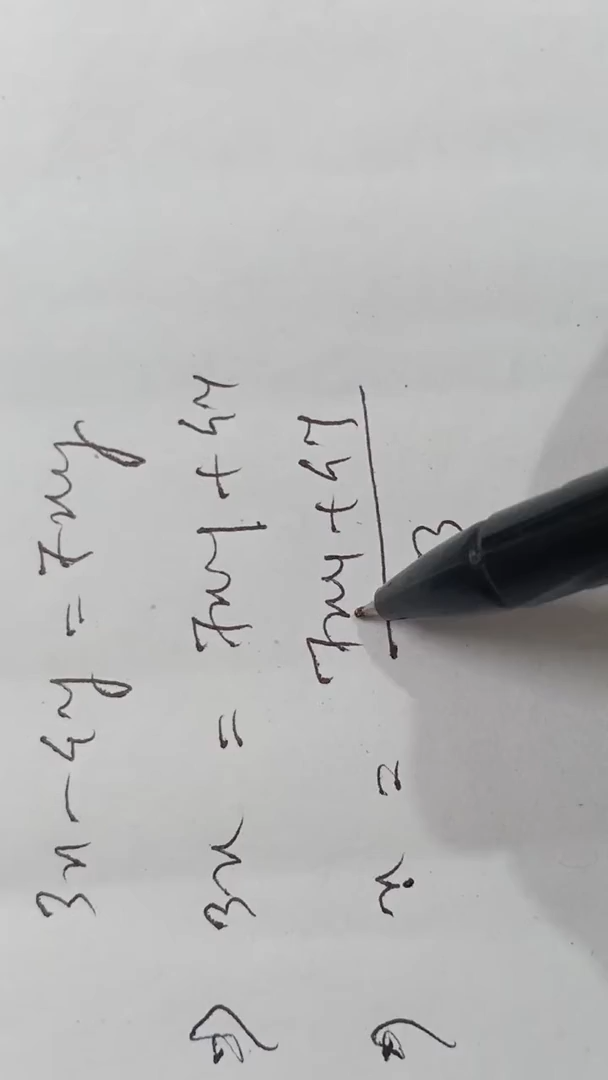 3x - 4y = 7xy
⇒ 3x = 7xy + 4y
⇒ x = 7xy + 4y / 3